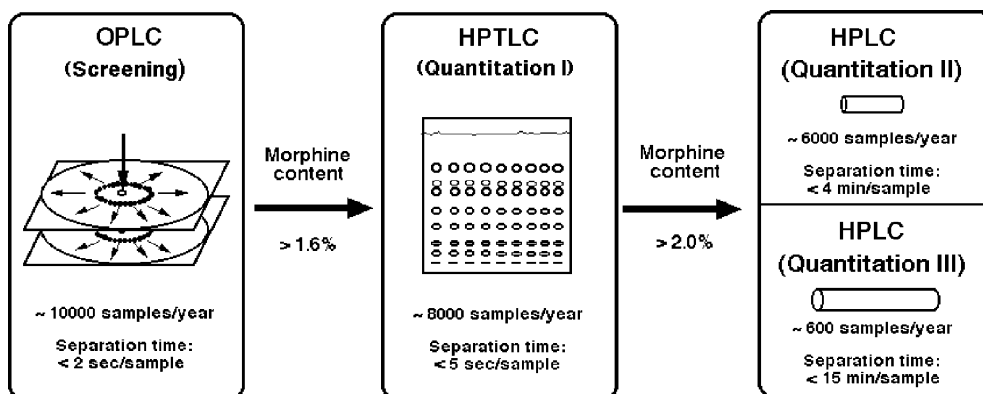 OPLC
(Screening)
~ 10000 samples/year
Separation time:
< 2 sec/sample
Morphine
content
> 1.6%
HPTLC
(Quantitation I)
~ 8000 samples/year
Separation time:
< 5 sec/sample
Morphine
content
> 2.0%
HPLC
(Quantitation II)
~ 6000 samples/year
Separation time:
< 4 min/sample
HPLC
(Quantitation III)
~ 600 samples/year
Separation time:
< 15 min/sample